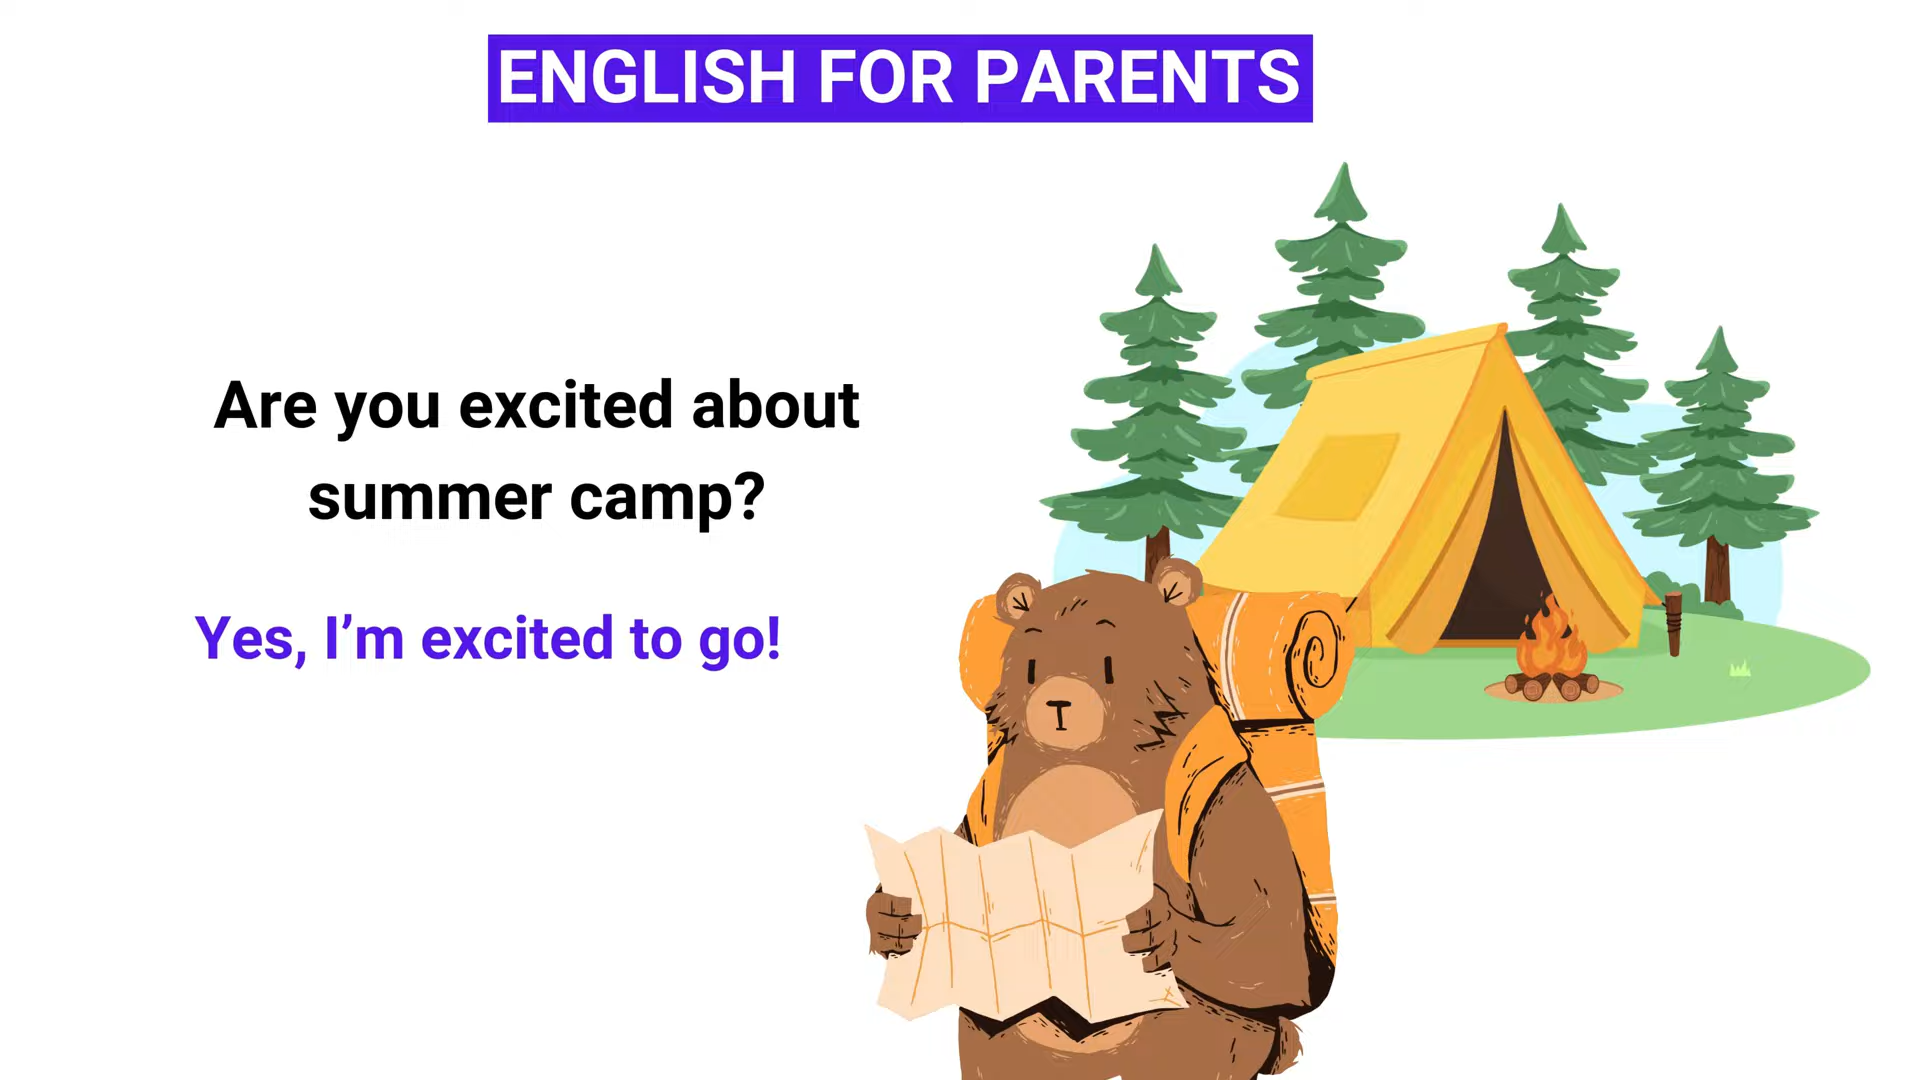 ENGLISH FOR PARENTS
Are you excited about
summer camp?
Yes, I’m excited to go!